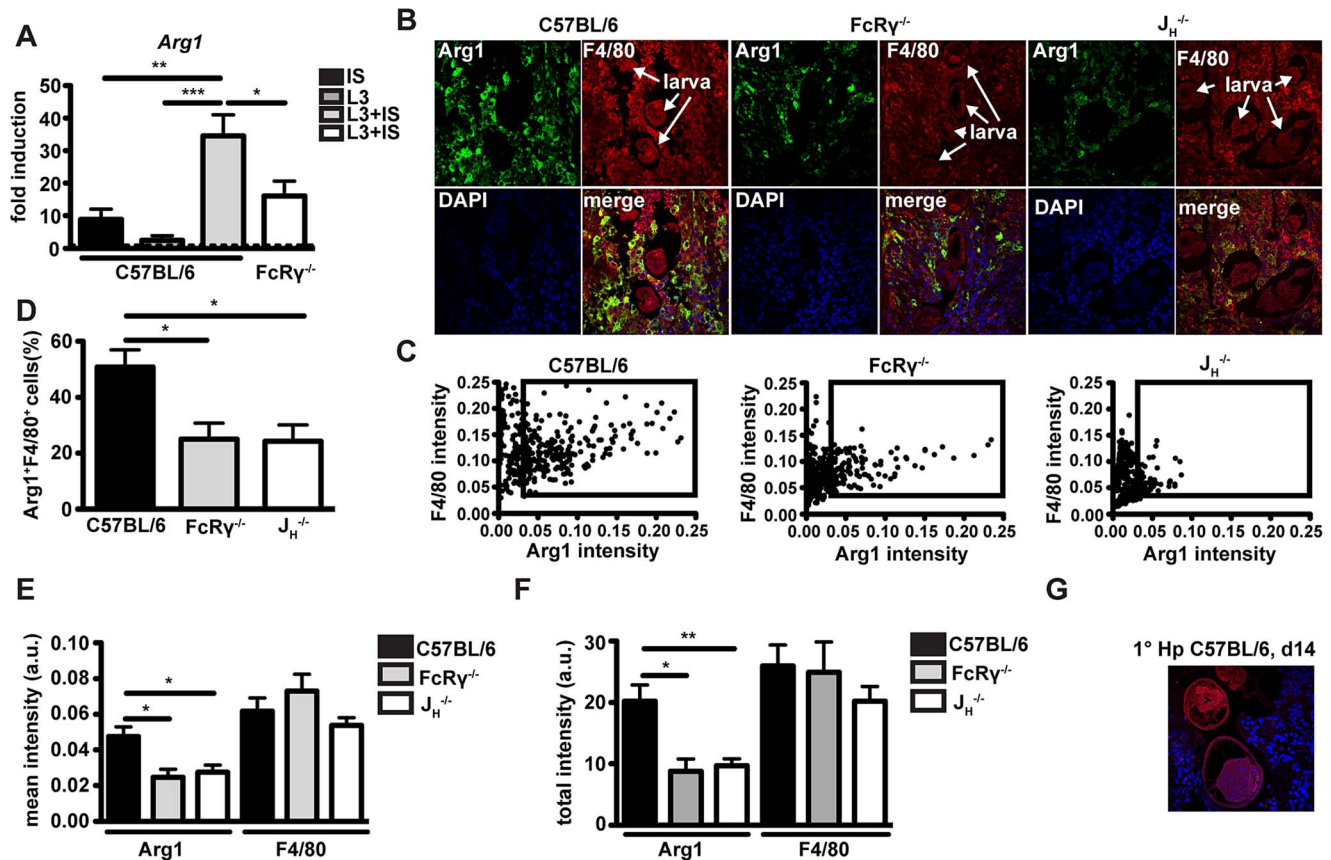 A
Arg1
**
***
*
50
40
30
20
10
0
fold induction
IS
L3
L3+IS
L3+IS
C57BL/6
FcRγ-/-
B
C57BL/6
FcRγ-/-
JH-/-
Arg1
F4/80
larva
Arg1
F4/80
larva
Arg1
F4/80
larva
DAPI
merge
DAPI
merge
DAPI
merge
D
*
*
60
40
20
0
Arg1+F4/80+ cells(%)
C57BL/6
FcRγ-/-
JH-/-
C
C57BL/6
F4/80 intensity
0.25
0.20
0.15
0.10
0.05
0.00
0.00 0.05 0.10 0.15 0.20 0.25
Arg1 intensity
FcRγ-/-
F4/80 intensity
0.25
0.20
0.15
0.10
0.05
0.00
0.00 0.05 0.10 0.15 0.20 0.25
Arg1 intensity
JH-/-
F4/80 intensity
0.25
0.20
0.15
0.10
0.05
0.00
0.00 0.05 0.10 0.15 0.20 0.25
Arg1 intensity
E
mean intensity (a.u.)
0.10
0.08
0.06
0.04
0.02
0.00
*
*
Arg1
F4/80
C57BL/6
FcRγ-/-
JH-/-
F
total intensity (a.u.)
30
20
10
0
**
*
Arg1
F4/80
C57BL/6
FcRγ-/-
JH-/-
G
1° Hp C57BL/6, d14